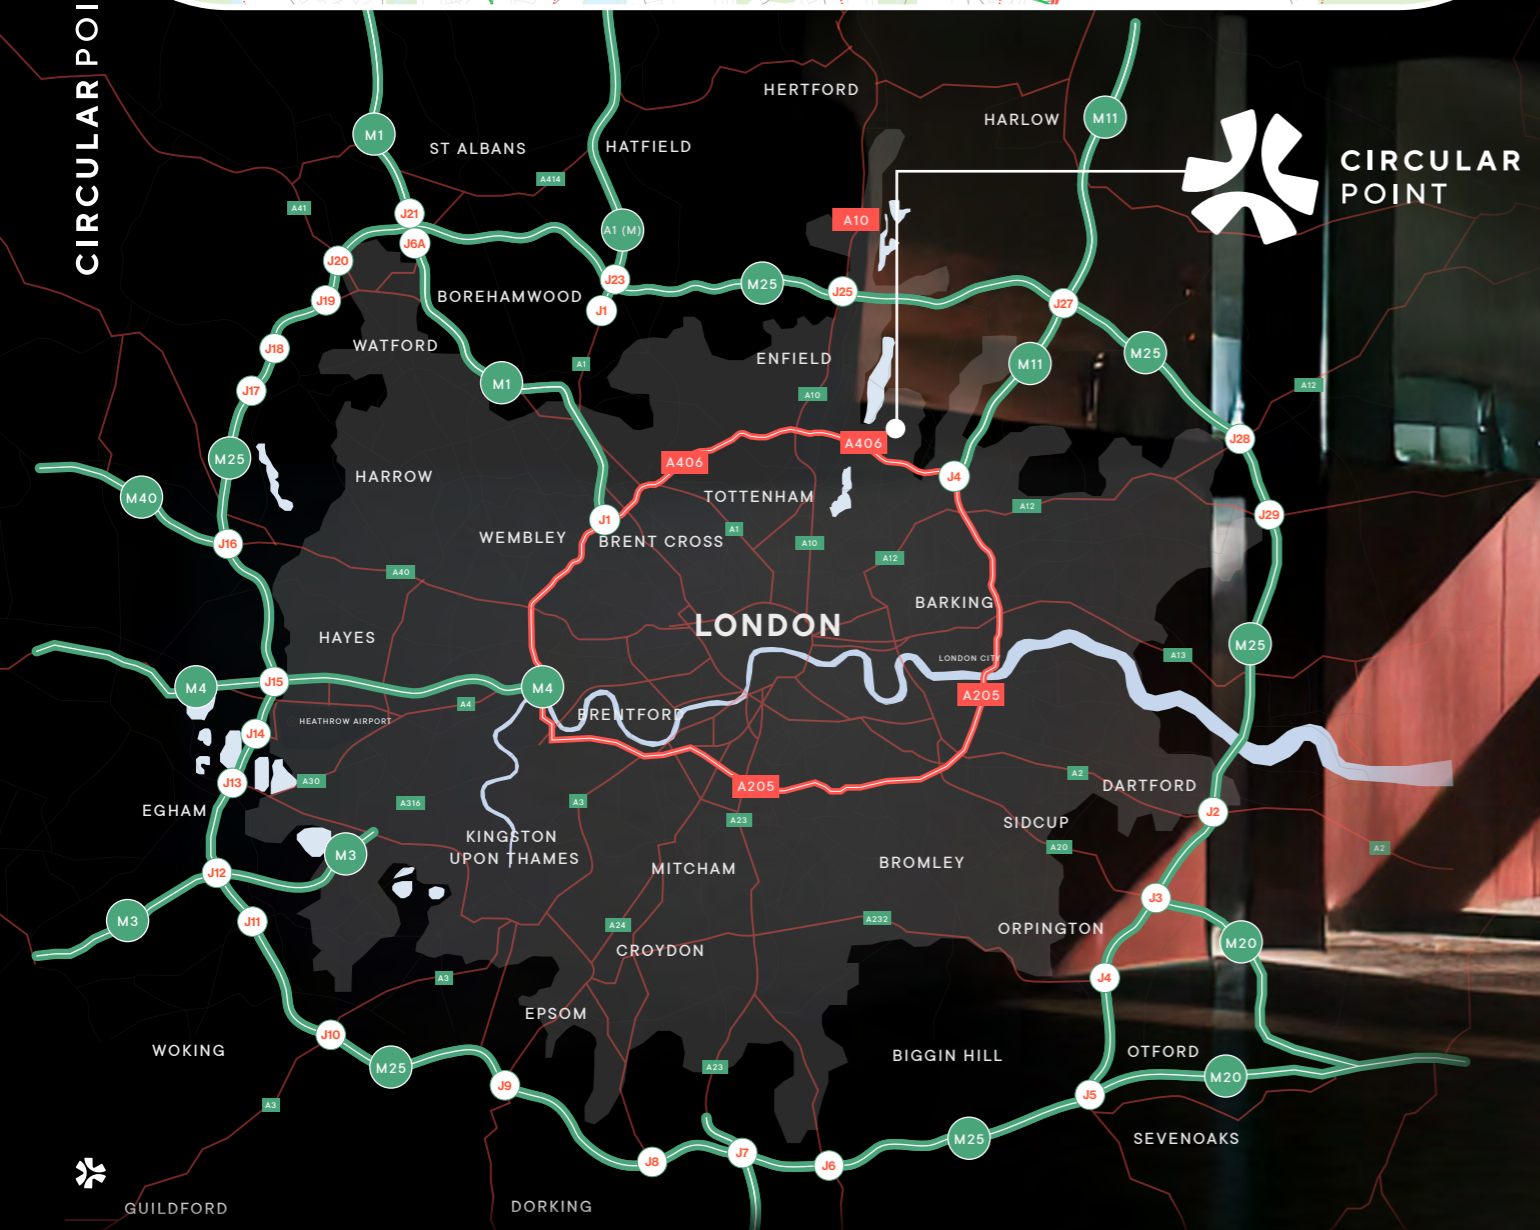 CIRCULAR POI
HERTFORD
HARLOW
M11
M1
ST ALBANS
HATFIELD
CIRCULAR
POINT
A414
A41
J21
A10
A1 (M)
J6A
J20
J23
M25
J25
J19
BOREHAMWOOD
J1
J27
WATFORD
J18
A1
ENFIELD
M11
M25
M1
J17
A10
A12
A406
J28
M25
A406
HARROW
J4
M40
TOTTENHAM
A12
J29
J1
A1
WEMBLEY
BRENT CROSS
A10
J16
A12
A40
BARKING
LONDON
HAYES
M25
LONDON CITY
A13
M4
J15
M4
A205
A4
BRENTFORD
HEATHROW AIRPORT
J14
J13
A30
A2
DARTFORD
A205
EGHAM
A316
A3
J2
A23
SIDCUP
KINGSTON
UPON THAMES
A20
A2
M3
MITCHAM
BROMLEY
J12
J3
M3
J11
A24
A232
ORPINGTON
M20
CROYDON
A3
J4
EPSOM
J10
WOKING
BIGGIN HILL
OTFORD
M25
A23
M20
J9
J5
A3
M25
SEVENOAKS
J8
J7
J6
GUILDFORD
DORKING